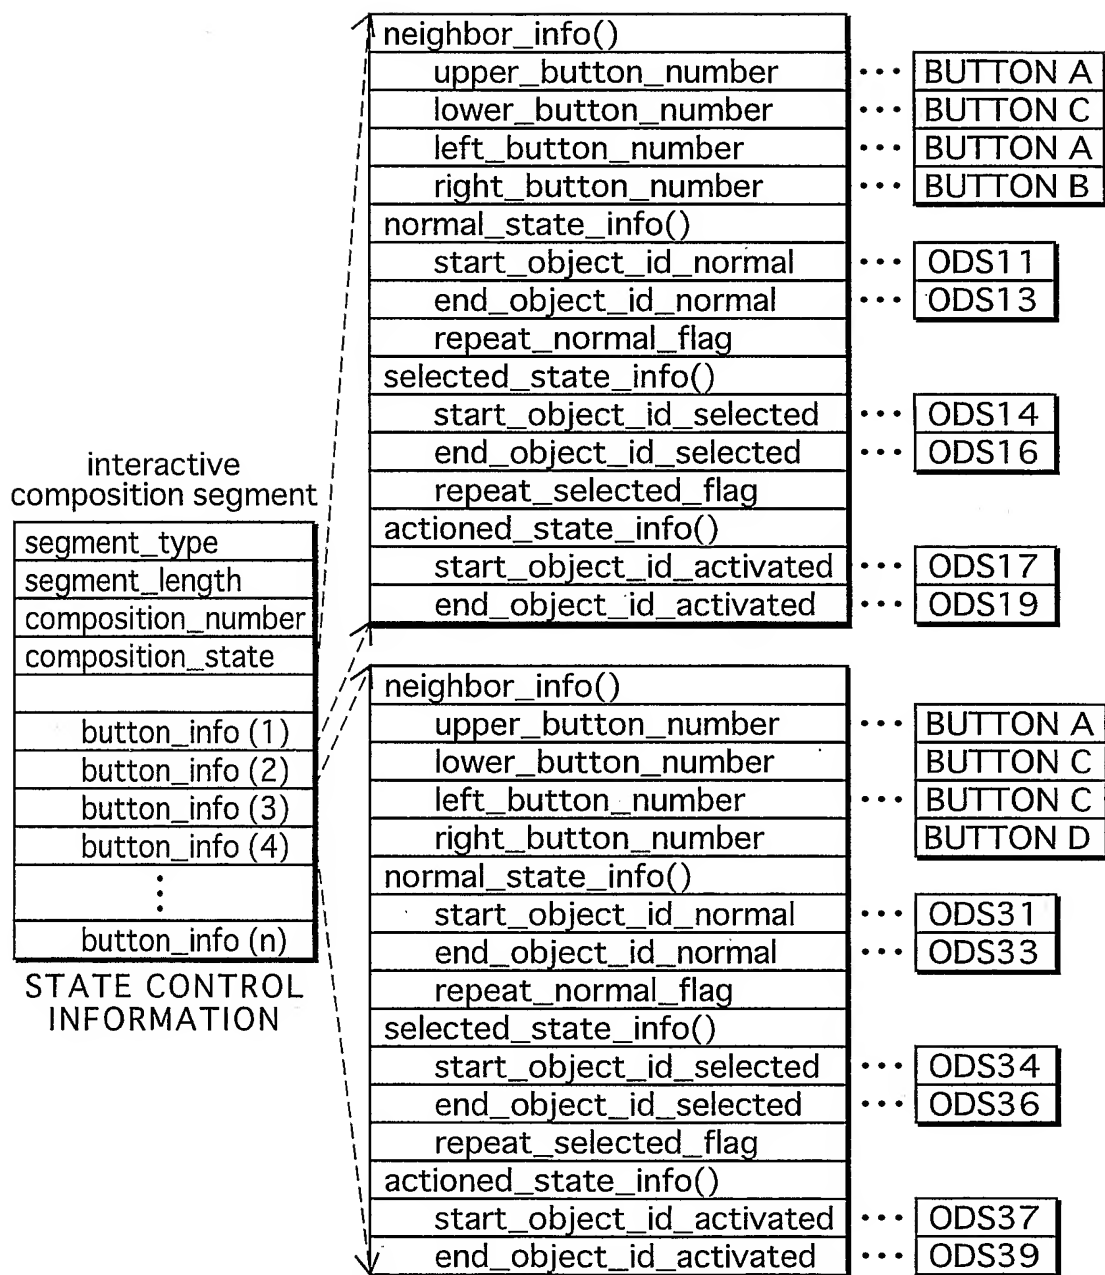 interactive
composition segment
segment_type
segment_length
composition_number
composition_state
button_info (1)
button_info (2)
button_info (3)
button_info (4)
⋮
button_info (n)
STATE CONTROL
INFORMATION
neighbor_info()
upper_button_number ··· BUTTON A
lower_button_number ··· BUTTON C
left_button_number ··· BUTTON A
right_button_number ··· BUTTON B
normal_state_info()
start_object_id_normal ··· ODS11
end_object_id_normal ··· ODS13
repeat_normal_flag
selected_state_info()
start_object_id_selected ··· ODS14
end_object_id_selected ··· ODS16
repeat_selected_flag
actioned_state_info()
start_object_id_activated ··· ODS17
end_object_id_activated ··· ODS19
neighbor_info()
upper_button_number ··· BUTTON A
lower_button_number BUTTON C
left_button_number ··· BUTTON C
right_button_number BUTTON D
normal_state_info()
start_object_id_normal ··· ODS31
end_object_id_normal ··· ODS33
repeat_normal_flag
selected_state_info()
start_object_id_selected ··· ODS34
end_object_id_selected ··· ODS36
repeat_selected_flag
actioned_state_info()
start_object_id_activated ··· ODS37
end_object_id_activated ··· ODS39